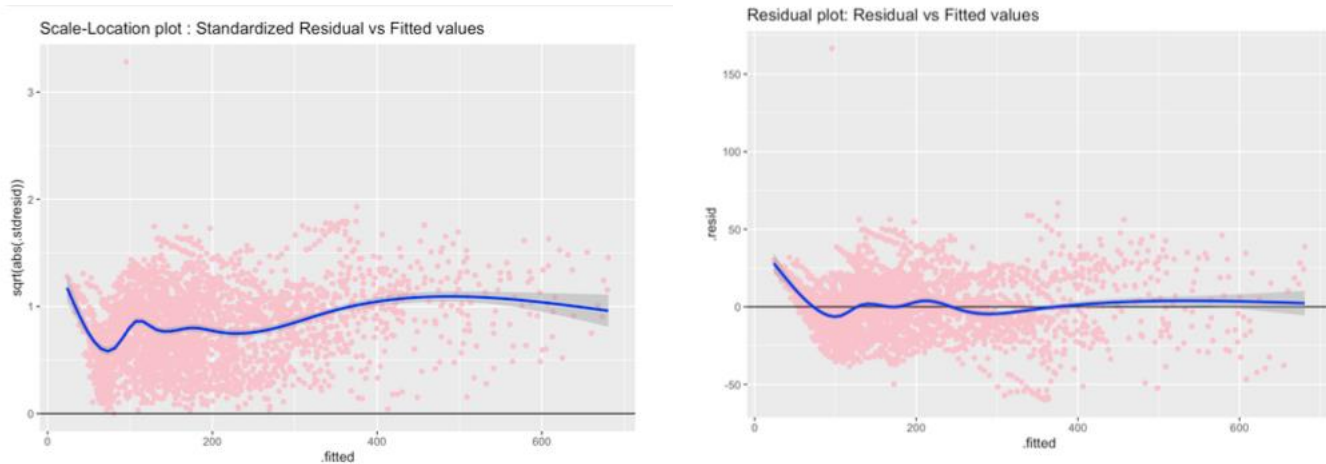 Scale-Location plot : Standardized Residual vs Fitted values
sqrt(abs(.stdresid))
3
2
1
0
0
200
400
600
.fitted
Residual plot: Residual vs Fitted values
.resid
150
100
50
0
-50
0
200
400
600
.fitted